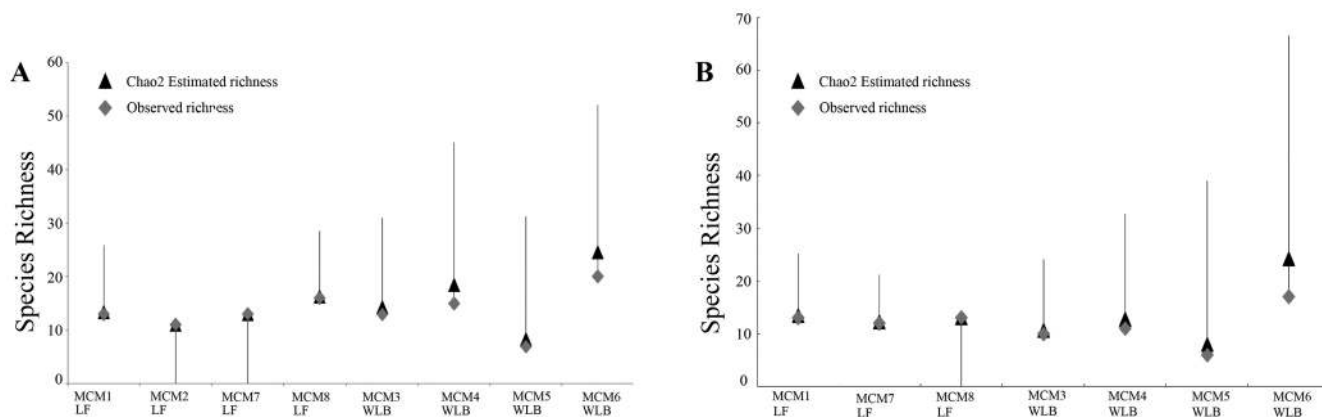 A
Species Richness
60
50
40
30
20
10
0
Chao2 Estimated richness
Observed richness
MCM1 MCM2 MCM7 MCM8 MCM3 MCM4 MCM5 MCM6
LF LF LF LF WLB WLB WLB WLB
B
Species Richness
70
60
50
40
30
20
10
0
Chao2 Estimated richness
Observed richness
MCM1 MCM7 MCM8 MCM3 MCM4 MCM5 MCM6
LF LF LF WLB WLB WLB WLB